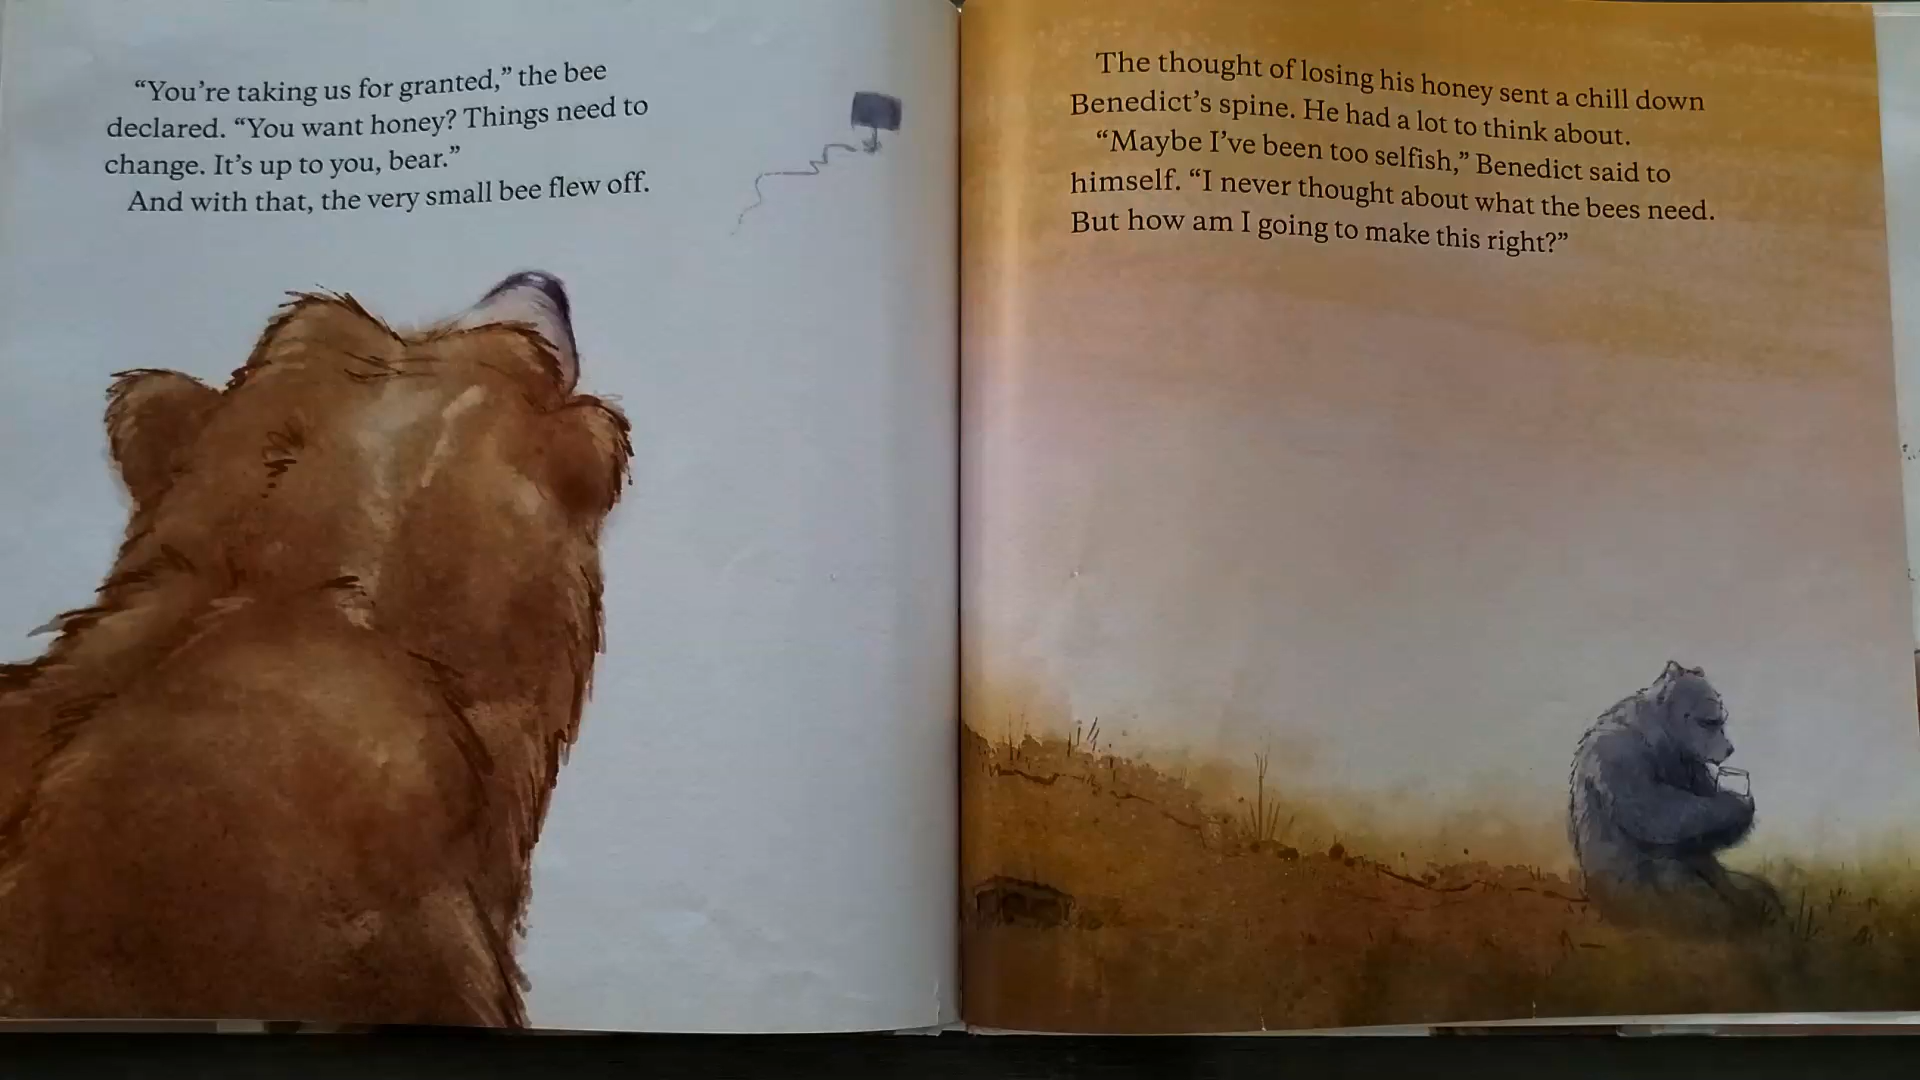 “You’re taking us for granted,” the bee
declared. “You want honey? Things need to
change. It’s up to you, bear.”
And with that, the very small bee flew off.
The thought of losing his honey sent a chill down
Benedict’s spine. He had a lot to think about.
“Maybe I’ve been too selfish,” Benedict said to
himself. “I never thought about what the bees need.
But how am I going to make this right?”